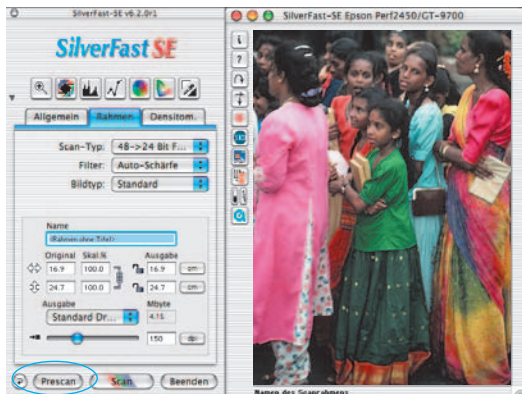 SilverFast-SE v6.2.0r1
SilverFast SE
Allgemein Rahmen Densitom.
Scan-Typ: 48->24 Bit F...
Filter: Auto-Schärfe
Bildtyp: Standard
Name
<Rahmen ohne Titel>
Original Skal.% Ausgabe
16.9 100.0 16.9 cm
24.7 100.0 24.7 cm
Ausgabe Mbyte
Standard Dr... 4.15
150 dpi
Prescan Scan Beenden
SilverFast-SE Epson Perf2450/GT-9700
i
?
Namen des Scanrahmens